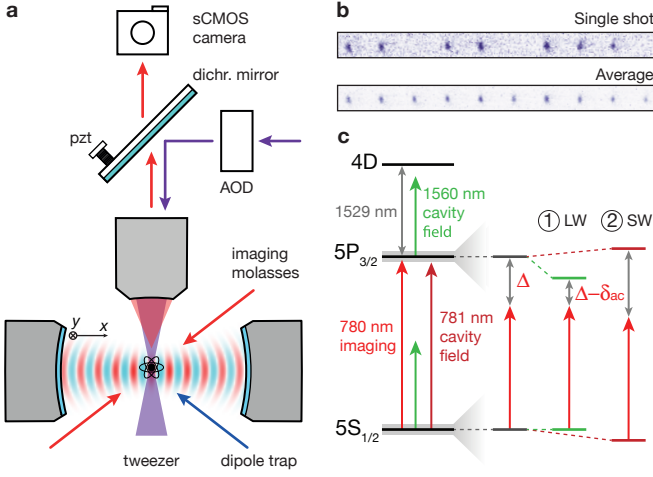 a
sCMOS
camera
dichr. mirror
pzt
AOD
imaging
molasses
y
x
tweezer
dipole trap
b
Single shot
Average
c
4D
1529 nm
1560 nm
cavity
field
5P3/2
1 LW
2 SW
Δ
Δ−δac
780 nm
imaging
781 nm
cavity
field
5S1/2